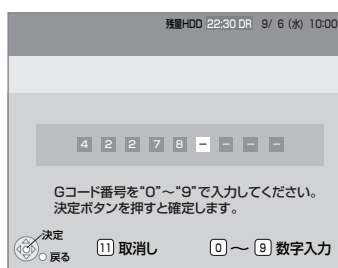 残量HDD 22:30 DR 9/ 6 (水) 10:00
4 2 2 7 8 – – – –
Gコード番号を“0”～“9”で入力してください。
決定ボタンを押すと確定します。
決定
戻る
11 取消し 0 ～ 9 数字入力